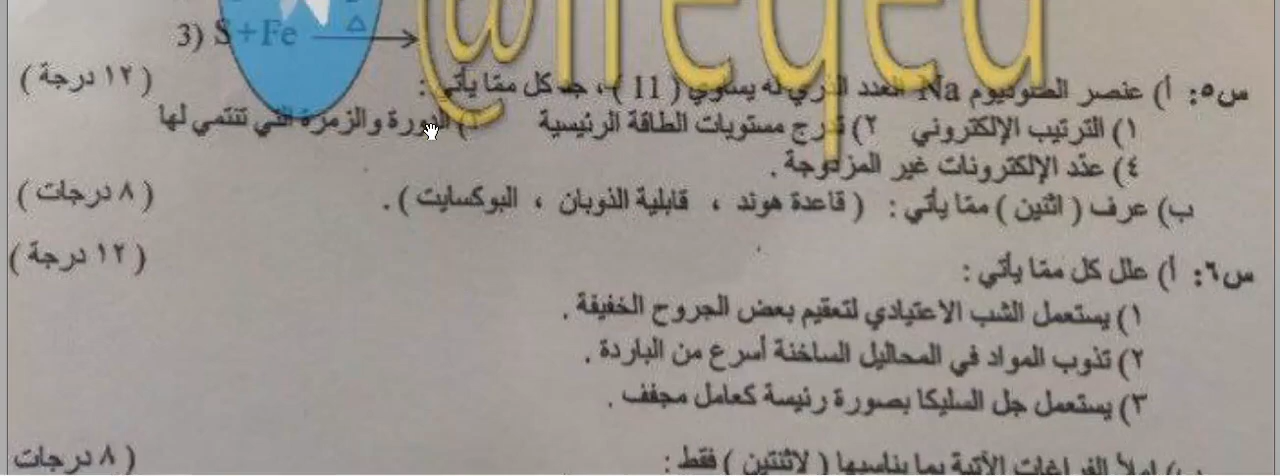 @freqed
3) S+Fe ⟶ △
س٥: أ) عنصر الصوديوم Na العدد الذري له يساوي ( 11 ) ، جد كل ممّا يأتي : ( ١٢ درجة )
١) الترتيب الإلكتروني ٢) تدرج مستويات الطاقة الرئيسية ٣) الدورة والزمرة التي تنتمي لها
٤) عدّد الإلكترونات غير المزدوجة .
ب) عرف ( اثنين ) ممّا يأتي : ( قاعدة هوند ، قابلية الذوبان ، البوكسايت ) . ( ٨ درجات )
س٦: أ) علل كل ممّا يأتي : ( ١٢ درجة )
١) يستعمل الشب الاعتيادي لتعقيم بعض الجروح الخفيفة .
٢) تذوب المواد في المحاليل الساخنة أسرع من الباردة .
٣) يستعمل جل السليكا بصورة رئيسة كعامل مجفف .
املأ الفراغات الآتية بما يناسبها ( لاثنتين ) فقط : ( ٨ درجات